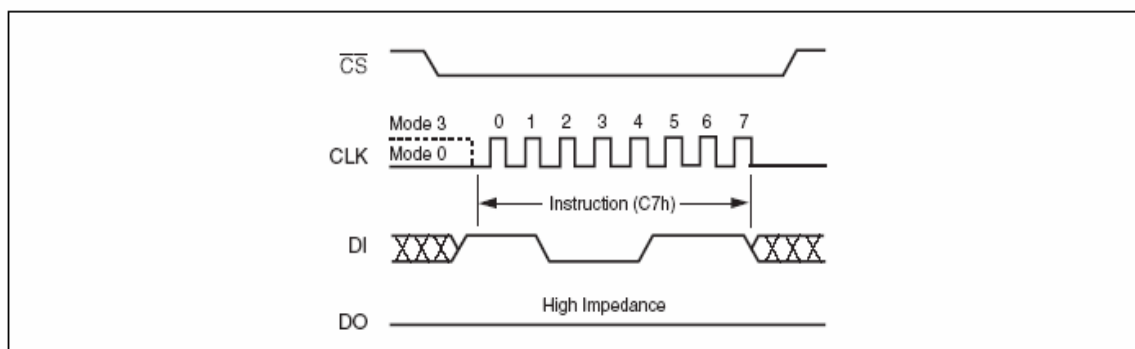 CS
Mode 3
0 1 2 3 4 5 6 7
CLK
Mode 0
Instruction (C7h)
DI
High Impedance
DO